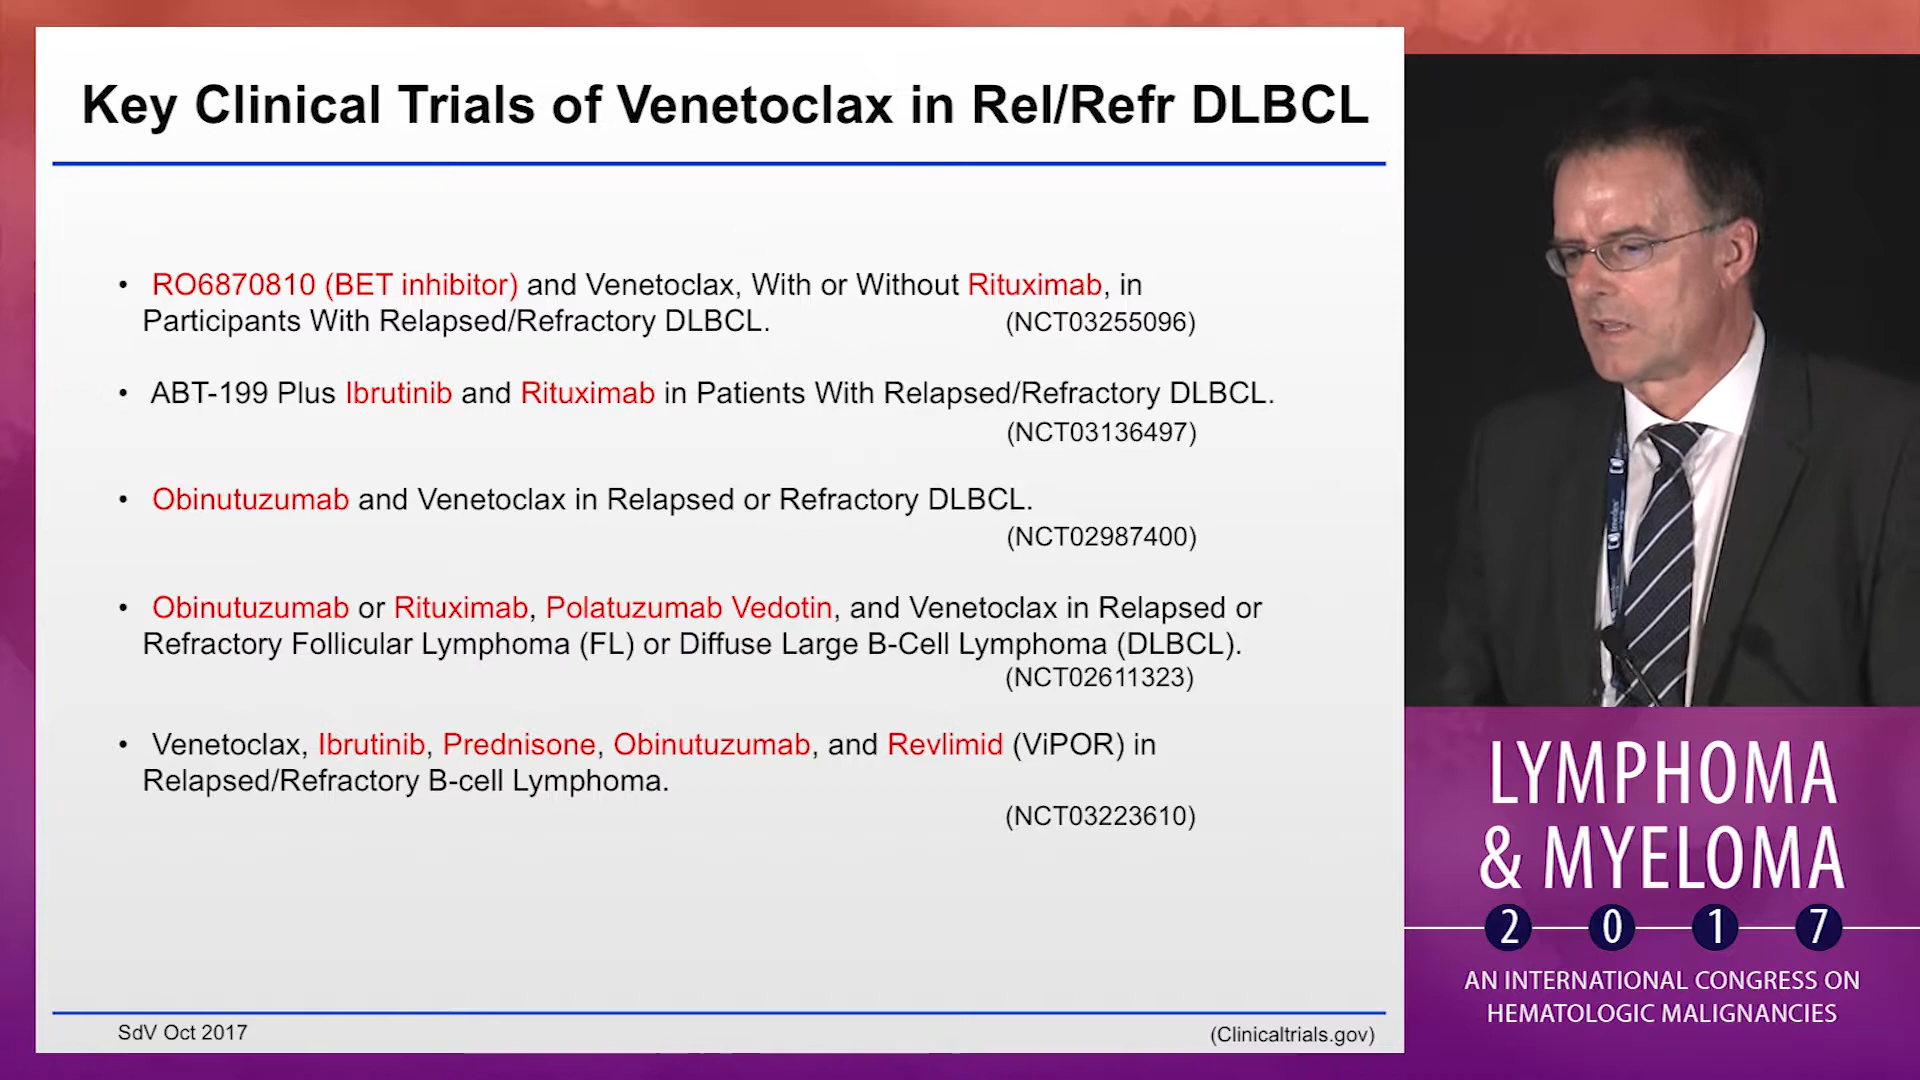 Key Clinical Trials of Venetoclax in Rel/Refr DLBCL
• RO6870810 (BET inhibitor) and Venetoclax, With or Without Rituximab, in
Participants With Relapsed/Refractory DLBCL. (NCT03255096)
• ABT-199 Plus Ibrutinib and Rituximab in Patients With Relapsed/Refractory DLBCL.
(NCT03136497)
• Obinutuzumab and Venetoclax in Relapsed or Refractory DLBCL.
(NCT02987400)
• Obinutuzumab or Rituximab, Polatuzumab Vedotin, and Venetoclax in Relapsed or
Refractory Follicular Lymphoma (FL) or Diffuse Large B-Cell Lymphoma (DLBCL).
(NCT02611323)
• Venetoclax, Ibrutinib, Prednisone, Obinutuzumab, and Revlimid (ViPOR) in
Relapsed/Refractory B-cell Lymphoma.
(NCT03223610)
SdV Oct 2017
(Clinicaltrials.gov)
imedex
LYMPHOMA
& MYELOMA
2 0 1 7
AN INTERNATIONAL CONGRESS ON
HEMATOLOGIC MALIGNANCIES